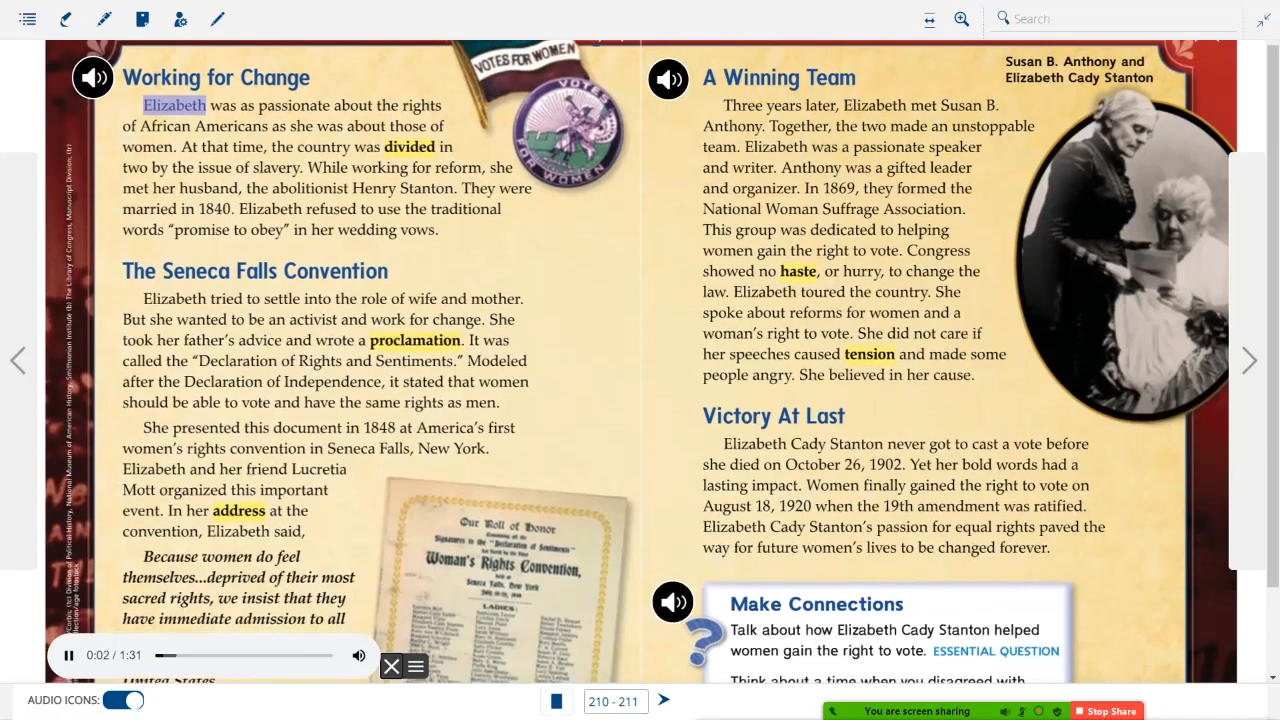 Search
VOTES FOR WOMEN
VOTES
FOR WOMEN
Working for Change
Elizabeth was as passionate about the rights
of African Americans as she was about those of
women. At that time, the country was divided in
two by the issue of slavery. While working for reform, she
met her husband, the abolitionist Henry Stanton. They were
married in 1840. Elizabeth refused to use the traditional
words “promise to obey” in her wedding vows.
The Seneca Falls Convention
Elizabeth tried to settle into the role of wife and mother.
But she wanted to be an activist and work for change. She
took her father’s advice and wrote a proclamation. It was
called the “Declaration of Rights and Sentiments.” Modeled
after the Declaration of Independence, it stated that women
should be able to vote and have the same rights as men.
She presented this document in 1848 at America’s first
women’s rights convention in Seneca Falls, New York.
Elizabeth and her friend Lucretia
Mott organized this important
event. In her address at the
convention, Elizabeth said,
Because women do feel
themselves...deprived of their most
sacred rights, we insist that they
have immediate admission to all
United States
Our Roll of Honor
Signatures to the “Declaration of Sentiments”
Woman’s Rights Convention,
Seneca Falls, New York
LADIES:
A Winning Team
Three years later, Elizabeth met Susan B.
Anthony. Together, the two made an unstoppable
team. Elizabeth was a passionate speaker
and writer. Anthony was a gifted leader
and organizer. In 1869, they formed the
National Woman Suffrage Association.
This group was dedicated to helping
women gain the right to vote. Congress
showed no haste, or hurry, to change the
law. Elizabeth toured the country. She
spoke about reforms for women and a
woman’s right to vote. She did not care if
her speeches caused tension and made some
people angry. She believed in her cause.
Susan B. Anthony and
Elizabeth Cady Stanton
Victory At Last
Elizabeth Cady Stanton never got to cast a vote before
she died on October 26, 1902. Yet her bold words had a
lasting impact. Women finally gained the right to vote on
August 18, 1920 when the 19th amendment was ratified.
Elizabeth Cady Stanton’s passion for equal rights paved the
way for future women’s lives to be changed forever.
?
Make Connections
Talk about how Elizabeth Cady Stanton helped
women gain the right to vote. ESSENTIAL QUESTION
Think about a time when you disagreed with
0:02 / 1:31
AUDIO ICONS:
210 - 211
You are screen sharing
Stop Share